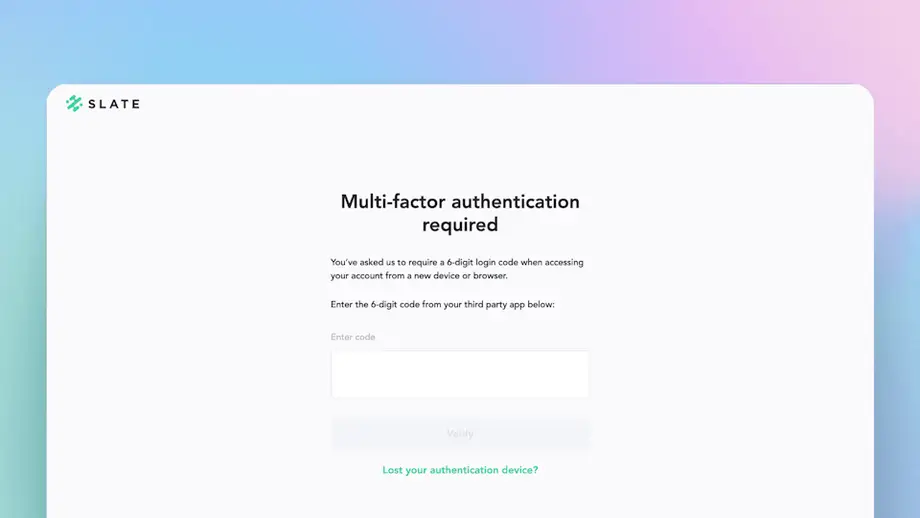 SLATE
Multi-factor authentication
required
You've asked us to require a 6-digit login code when accessing
your account from a new device or browser.
Enter the 6-digit code from your third party app below:
Enter code
Verify
Lost your authentication device?